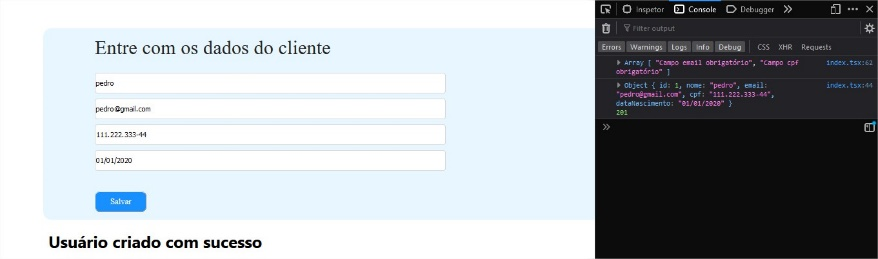 Entre com os dados do cliente
pedro
pedro@gmail.com
111.222.333-44
01/01/2020
Salvar
Usuário criado com sucesso
Inspetor Console Debugger
Filter output
Errors Warnings Logs Info Debug CSS XHR Requests
Array [ "Campo email obrigatório", "Campo cpf index.tsx:62
obrigatório" ]
Object { id: 1, nome: "pedro", email: index.tsx:44
"pedro@gmail.com", cpf: "111.222.333-44",
dataNascimento: "01/01/2020" }
201